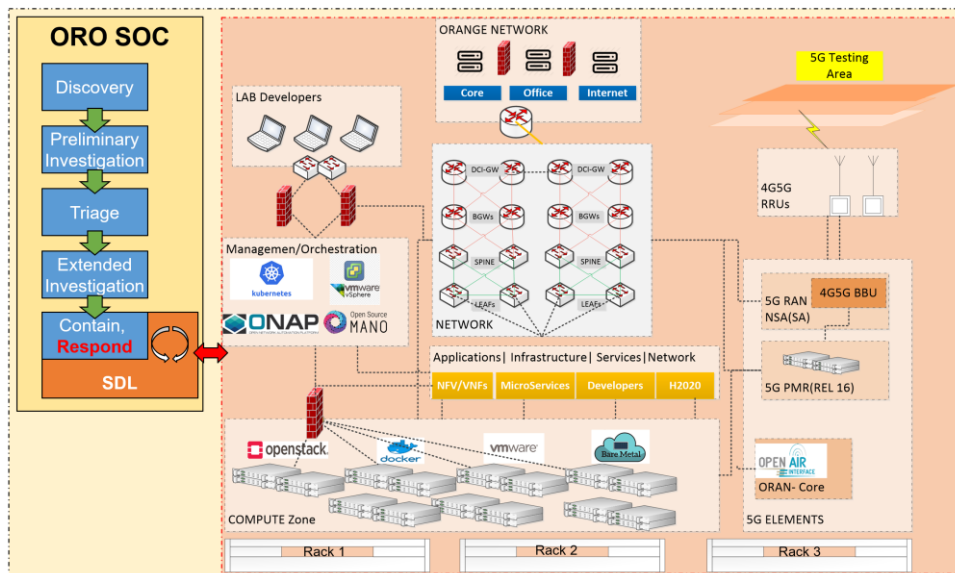 ORO SOC
Discovery
Preliminary
Investigation
Triage
Extended
Investigation
Contain,
Respond
SDL
LAB Developers
ORANGE NETWORK
Core
Office
Internet
5G Testing
Area
DCI-GW
DCI-GW
BGWs
BGWs
SPINE
SPINE
LEAFs
LEAFs
NETWORK
4G5G
RRUs
Managemen/Orchestration
kubernetes
vmware
vSphere
ONAP
OPEN NETWORK AUTOMATION PLATFORM
Open Source
MANO
4G5G BBU
5G RAN
NSA(SA)
5G PMR(REL 16)
Applications| Infrastructure| Services|Network
NFV/VNFs
MicroServices
Developers
H2020
openstack.
docker
vmware
Bare Metal
COMPUTE Zone
OPEN AIR
INTERFACE
ORAN- Core
5G ELEMENTS
Rack 1
Rack 2
Rack 3